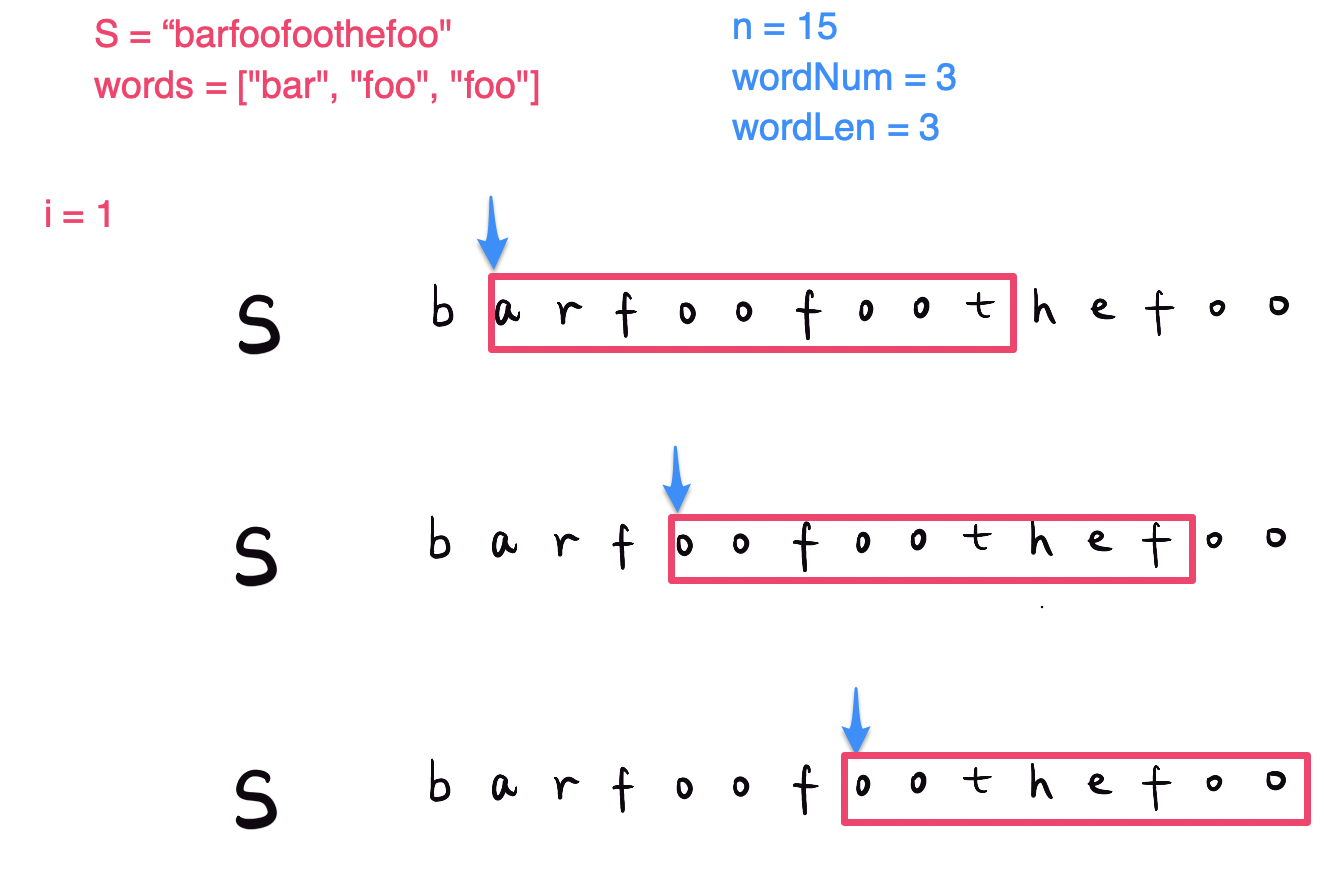 S = “barfoofoothefoo"
words = ["bar", "foo", "foo"]
n = 15
wordNum = 3
wordLen = 3
i = 1
S b a r f o o f o o t h e f o o
S b a r f o o f o o t h e f o o
S b a r f o o f o o t h e f o o